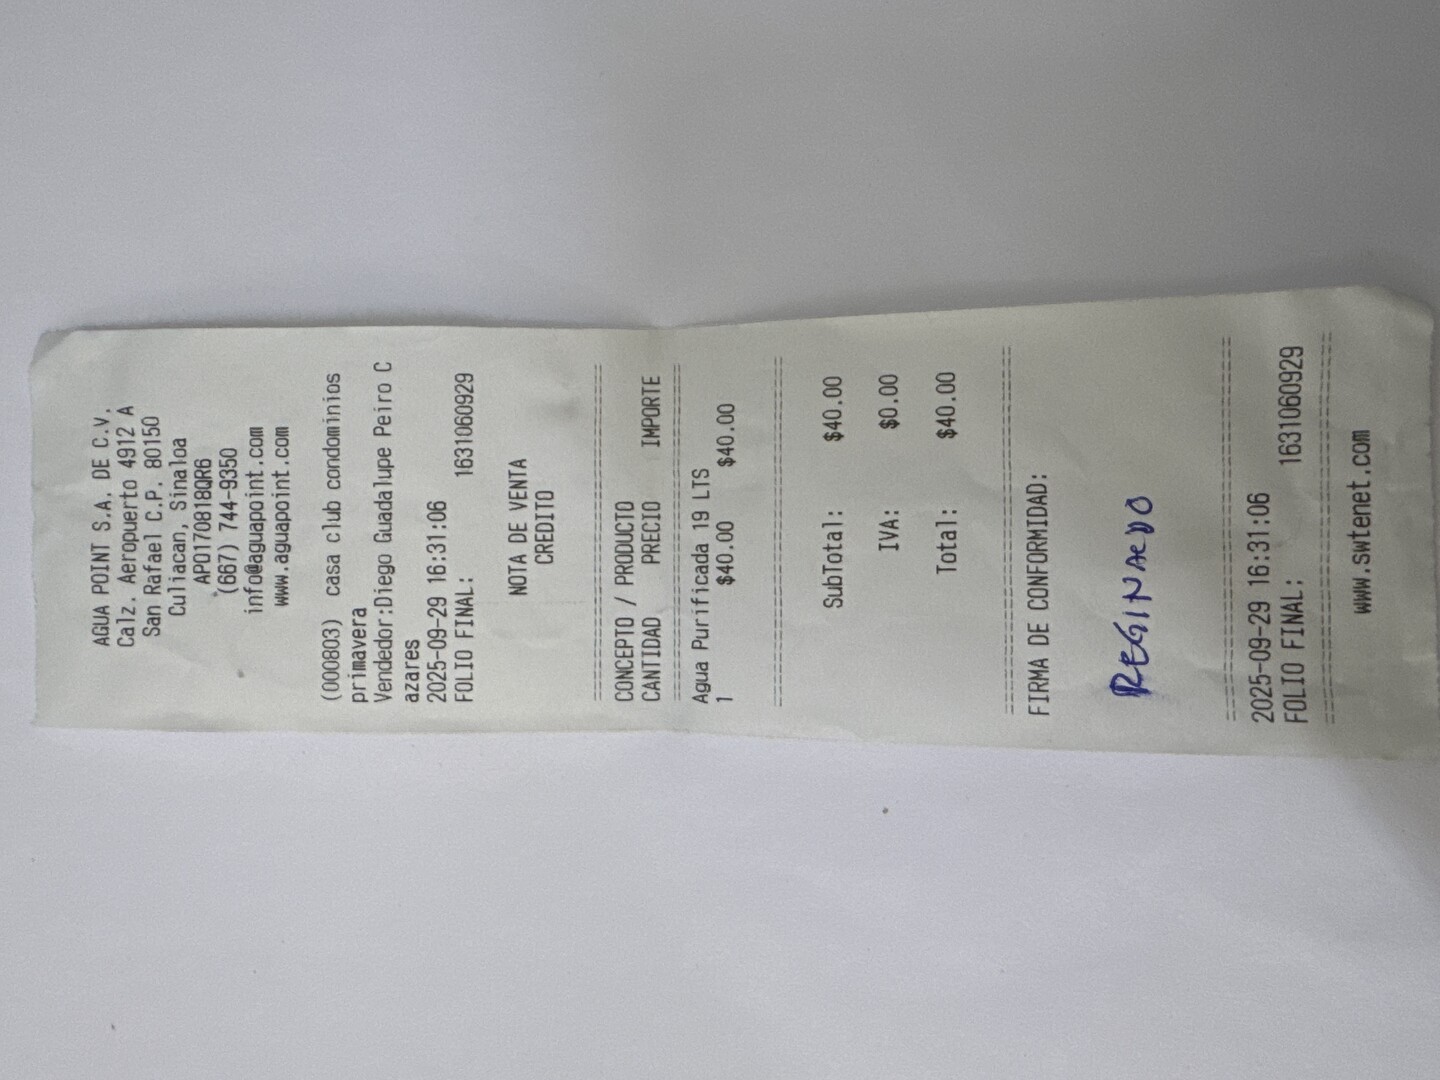 AGUA POINT S.A. DE C.V.
Calz. Aeropuerto 4912 A
San Rafael C.P. 80150
Culiacan, Sinaloa
APO170818QR6
(667) 744-9350
info@aguapoint.com
www.aguapoint.com
(000803) casa club condominios
primavera
Vendedor:Diego Guadalupe Peiro C
azares
2025-09-29 16:31:06
FOLIO FINAL: 1631060929
NOTA DE VENTA
CREDITO
================================
CONCEPTO / PRODUCTO
CANTIDAD PRECIO IMPORTE
================================
Agua Purificada 19 LTS
1 $40.00 $40.00
================================
SubTotal: $40.00
IVA: $0.00
Total: $40.00
================================
FIRMA DE CONFORMIDAD:
REGINALDO
================================
2025-09-29 16:31:06
FOLIO FINAL: 1631060929
================================
www.swtenet.com